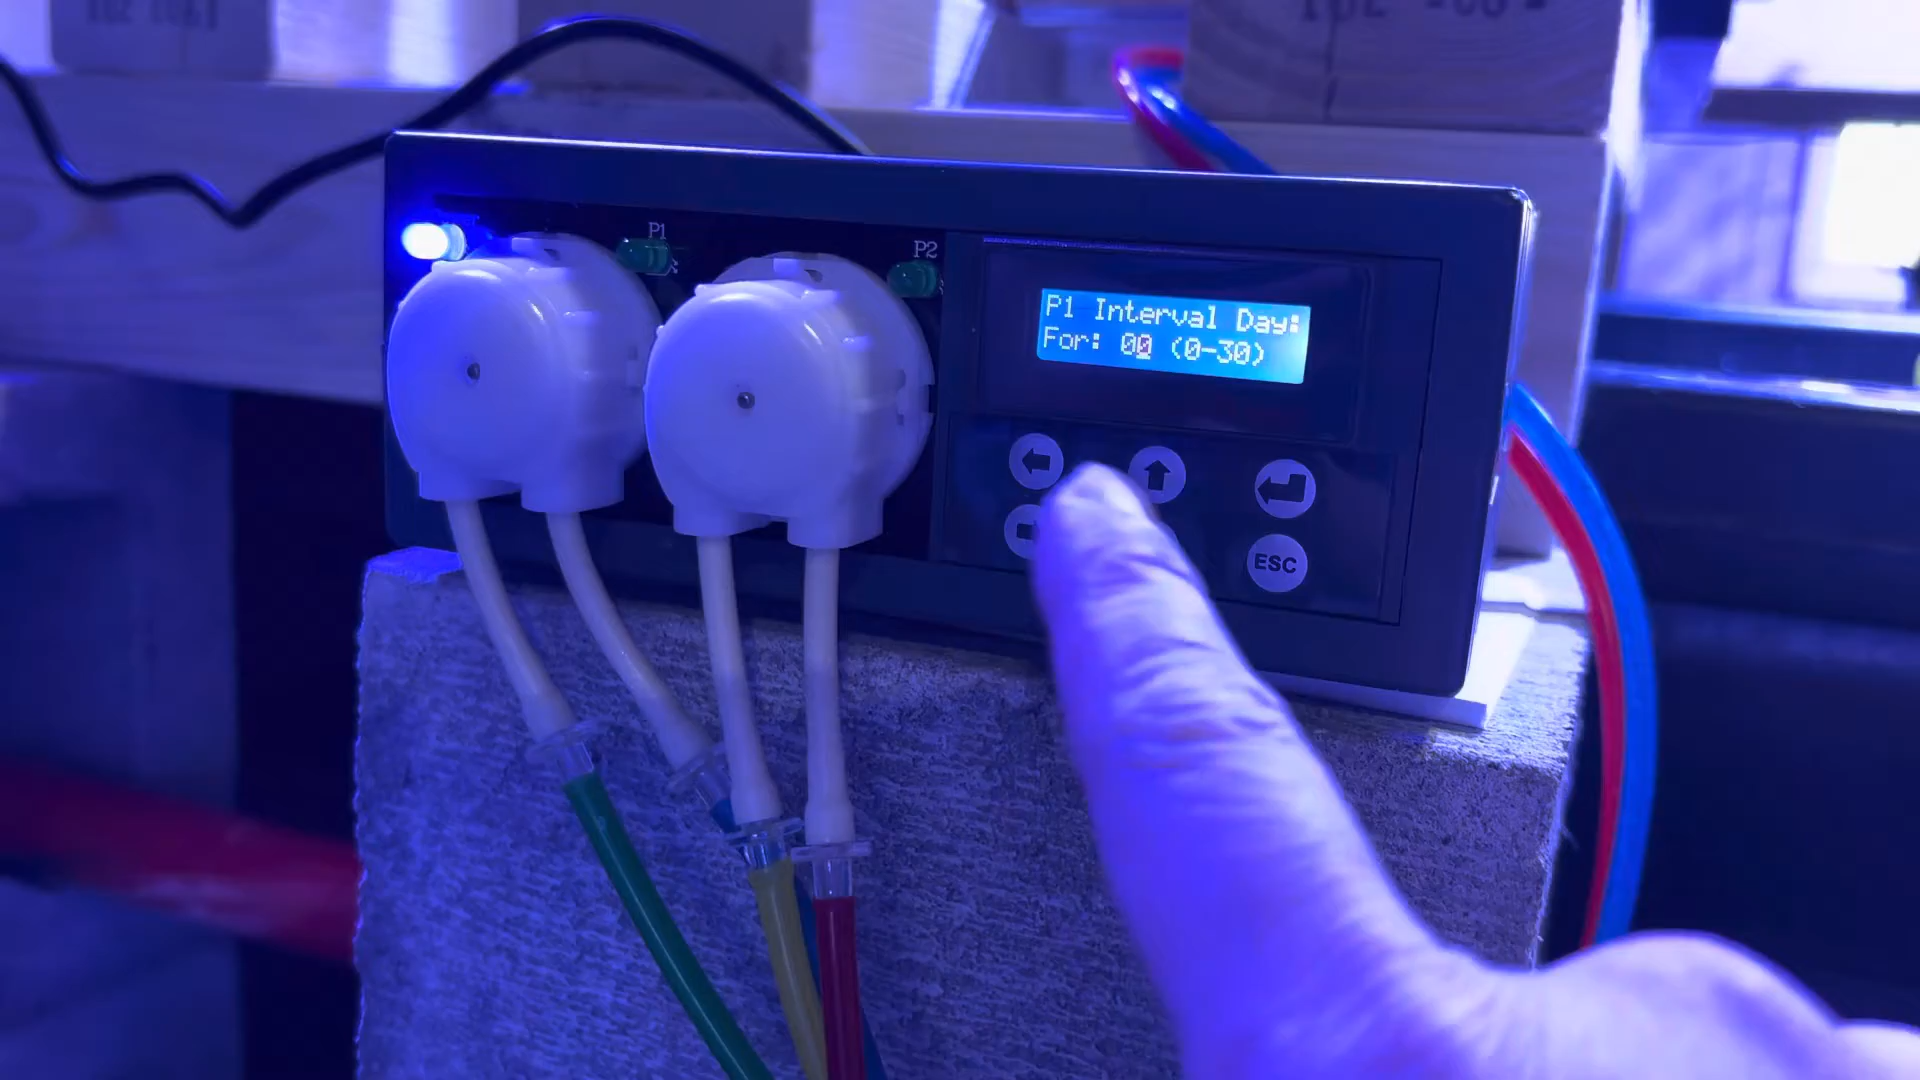 P1
P2
P1 Interval Day:
For: 00 (0-30)
ESC